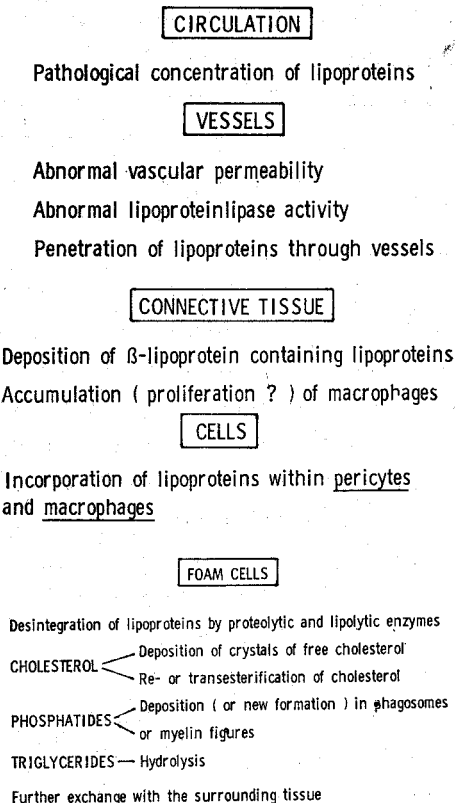 CIRCULATION
Pathological concentration of lipoproteins
VESSELS
Abnormal vascular permeability
Abnormal lipoproteinlipase activity
Penetration of lipoproteins through vessels
CONNECTIVE TISSUE
Deposition of ß-lipoprotein containing lipoproteins
Accumulation ( proliferation ? ) of macrophages
CELLS
Incorporation of lipoproteins within pericytes
and macrophages
FOAM CELLS
Desintegration of lipoproteins by proteolytic and lipolytic enzymes
CHOLESTEROL
Deposition of crystals of free cholesterol
Re- or transesterification of cholesterol
PHOSPHATIDES
Deposition ( or new formation ) in phagosomes
or myelin figures
TRIGLYCERIDES — Hydrolysis
Further exchange with the surrounding tissue